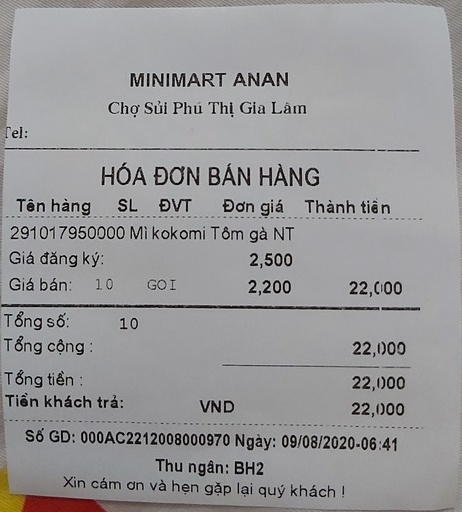 MINIMART ANAN
Chợ Sủi Phú Thị Gia Lâm
Tel:
HÓA ĐƠN BÁN HÀNG
Tên hàng SL ĐVT Đơn giá Thành tiền
291017950000 Mì kokomi Tôm gà NT
Giá đăng ký: 2,500
Giá bán: 10 GOI 2,200 22,000
Tổng số: 10
Tổng cộng : 22,000
Tổng tiền : 22,000
Tiền khách trả: VND 22,000
Số GD: 000AC2212008000970 Ngày: 09/08/2020-06:41
Thu ngân: BH2
Xin cám ơn và hẹn gặp lại quý khách !